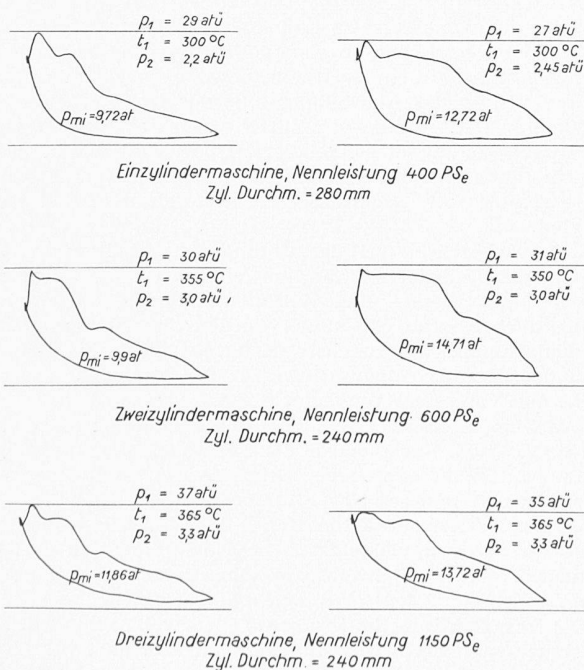 p₁ = 29 atü
t₁ = 300 °C
p₂ = 2,2 atü
pmi = 9,72 at
p₁ = 27 atü
t₁ = 300 °C
p₂ = 2,45 atü
pmi = 12,72 at
Einzylindermaschine, Nennleistung 400 PSe
Zyl. Durchm. = 280 mm
p₁ = 30 atü
t₁ = 355 °C
p₂ = 3,0 atü
pmi = 9,9 at
p₁ = 31 atü
t₁ = 350 °C
p₂ = 3,0 atü
pmi = 14,71 at
Zweizylindermaschine, Nennleistung 600 PSe
Zyl. Durchm. = 240 mm
p₁ = 37 atü
t₁ = 365 °C
p₂ = 3,3 atü
pmi = 11,86 at
p₁ = 35 atü
t₁ = 365 °C
p₂ = 3,3 atü
pmi = 13,72 at
Dreizylindermaschine, Nennleistung 1150 PSe
Zyl. Durchm. = 240 mm